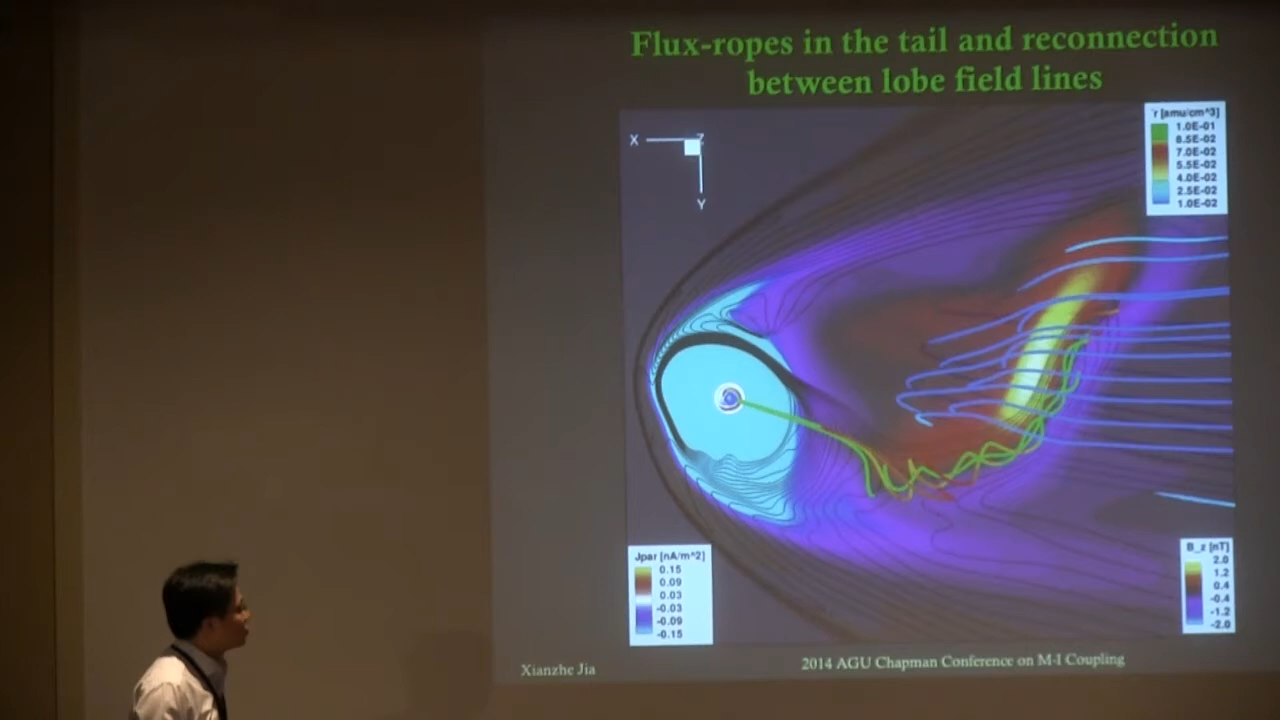 Flux-ropes in the tail and reconnection
between lobe field lines
r [amu/cm^3]
1.0E-01
8.5E-02
7.0E-02
5.5E-02
4.0E-02
2.5E-02
1.0E-02
X
Z
Y
Jpar [nA/m^2]
0.15
0.09
0.03
-0.03
-0.09
-0.15
B_z [nT]
2.0
1.2
0.4
-0.4
-1.2
-2.0
Xianzhe Jia
2014 AGU Chapman Conference on M-I Coupling